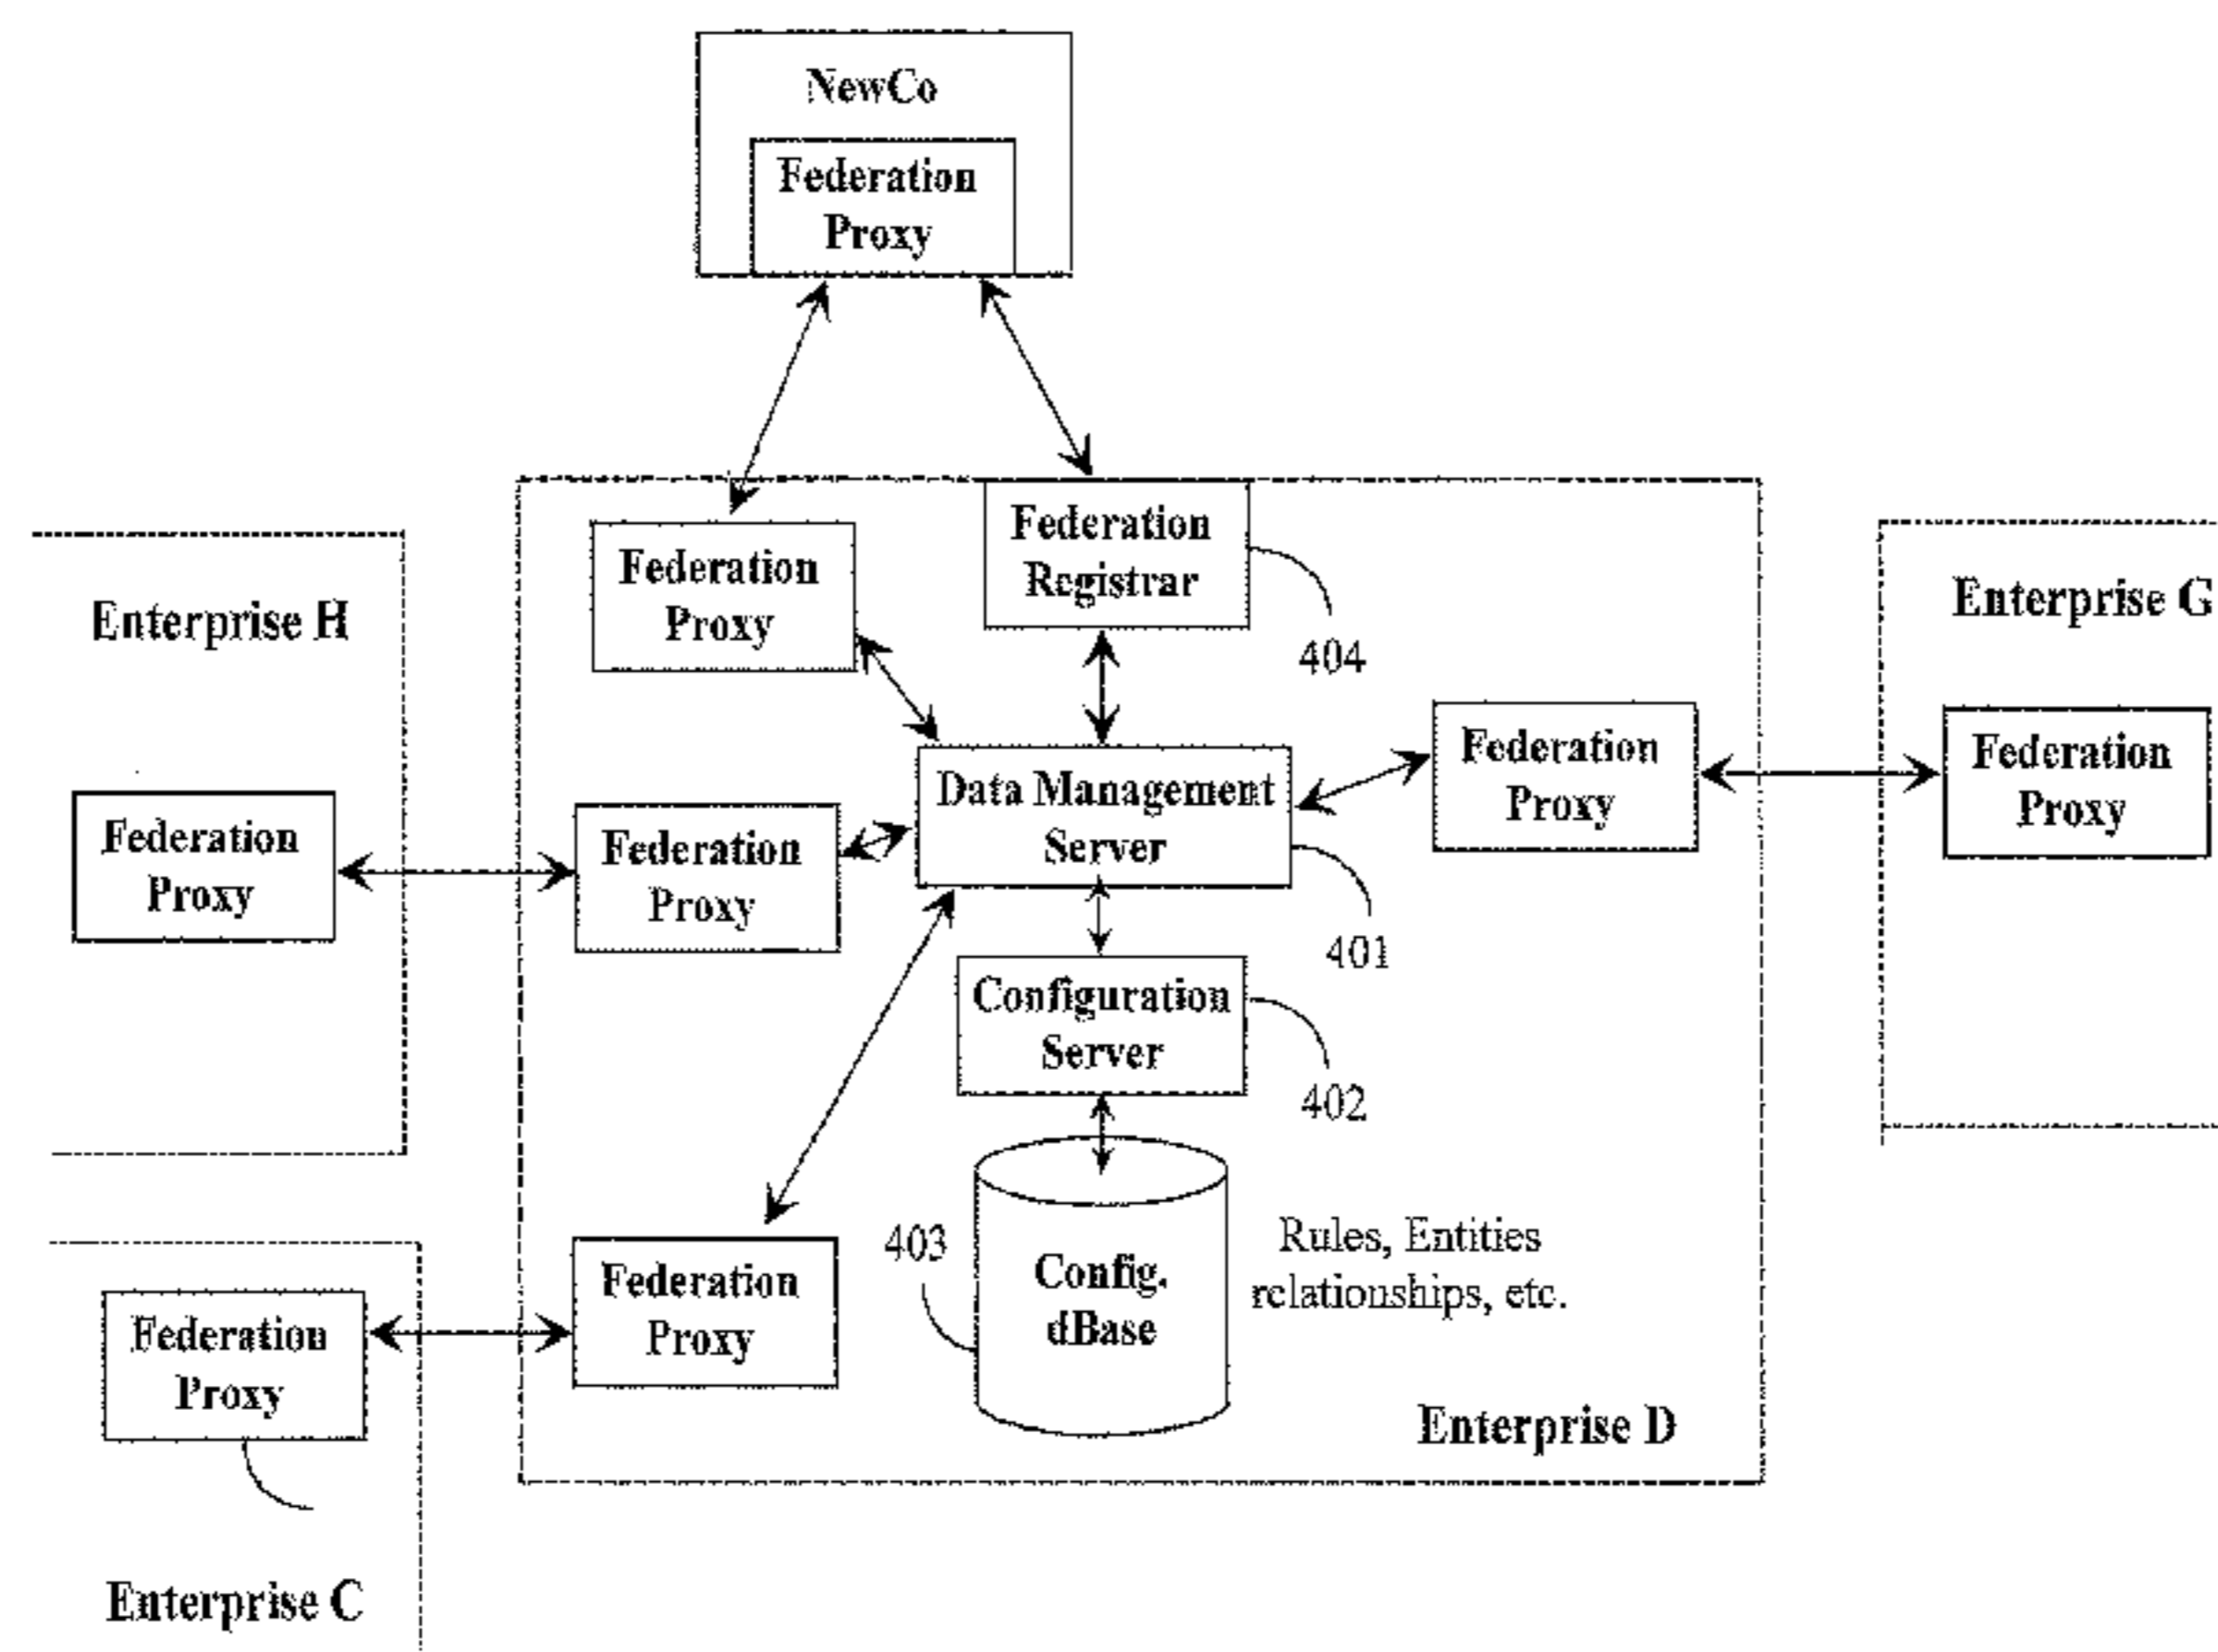 NewCo
Federation
Proxy
Federation
Proxy
Federation
Registrar
404
Enterprise H
Enterprise G
Federation
Proxy
Federation
Proxy
Data Management
Server
401
Federation
Proxy
Federation
Proxy
Configuration
Server
402
Federation
Proxy
403
Config.
dBase
Rules, Entities
relationships, etc.
Federation
Proxy
Enterprise D
Enterprise C